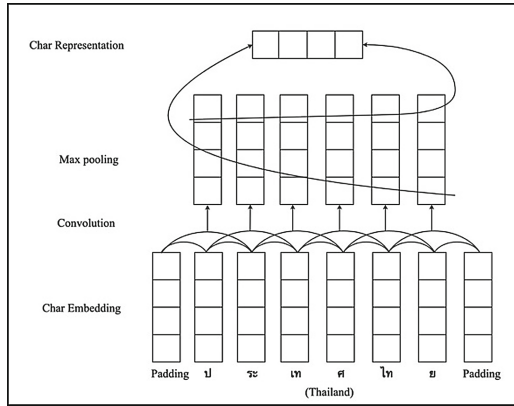 Char Representation
Max pooling
Convolution
Char Embedding
Padding ป ระ เท ศ ไท ย Padding
(Thailand)